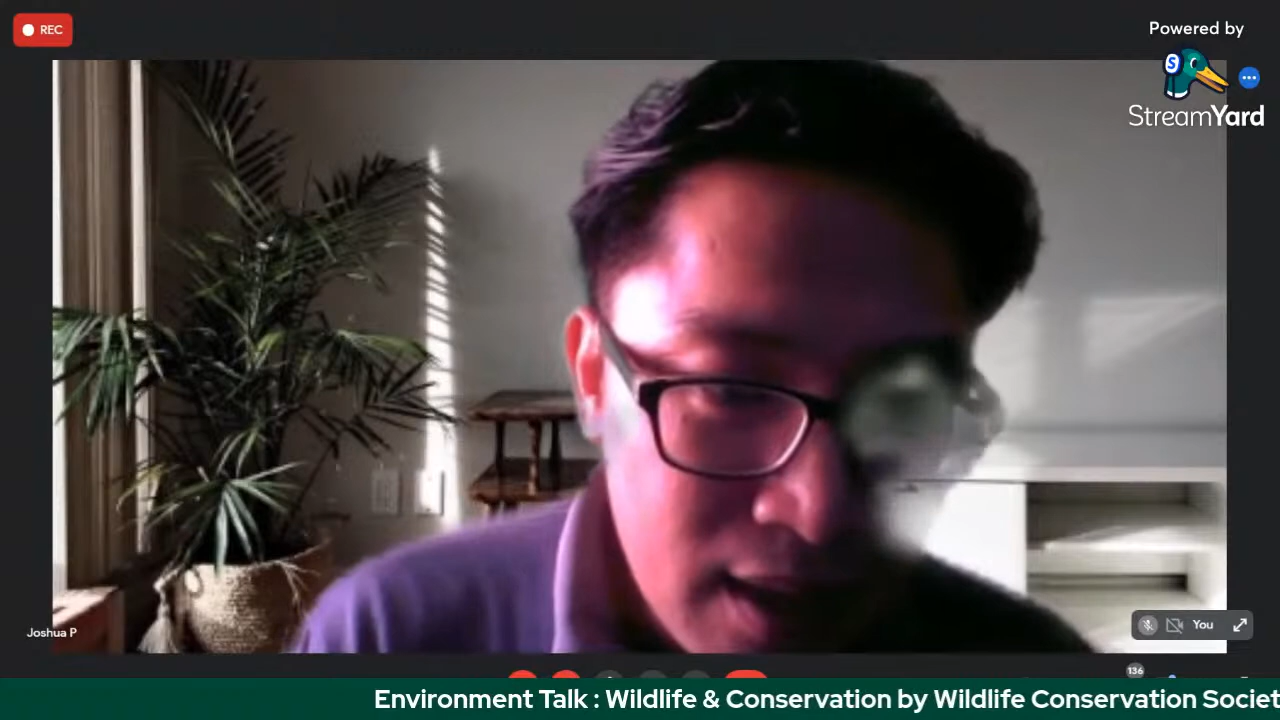 REC
Powered by
StreamYard
Joshua P
You
136
Environment Talk : Wildlife & Conservation by Wildlife Conservation Societ